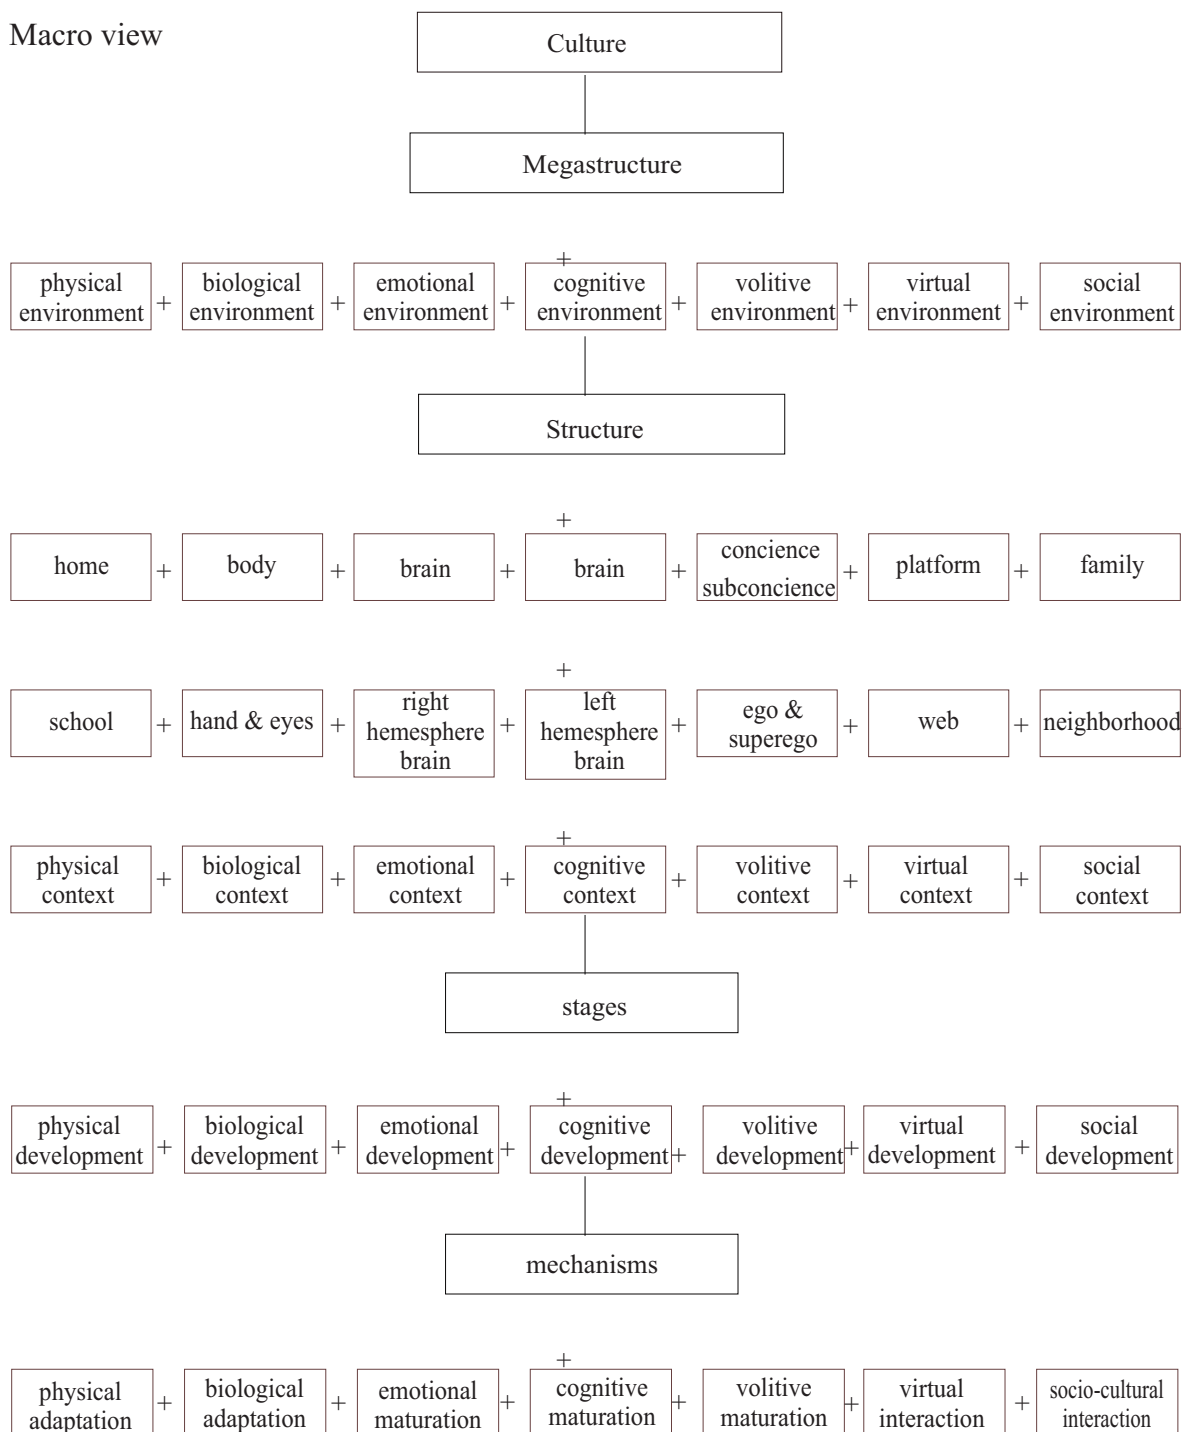 Macro view
Culture
Megastructure
+
physical + biological + emotional + cognitive + volitive + virtual + social
environment environment environment environment environment environment environment
Structure
+
home + body + brain + brain + concience + platform + family
subconcience
+
school + hand & eyes + right + left + ego & + web + neighborhood
hemesphere hemesphere superego
brain brain
+
physical + biological + emotional + cognitive + volitive + virtual + social
context context context context context context context
stages
+
physical + biological + emotional + cognitive + volitive + virtual + social
development development development development development development development
mechanisms
+
physical + biological + emotional + cognitive + volitive + virtual + socio-cultural
adaptation adaptation maturation maturation maturation interaction interaction